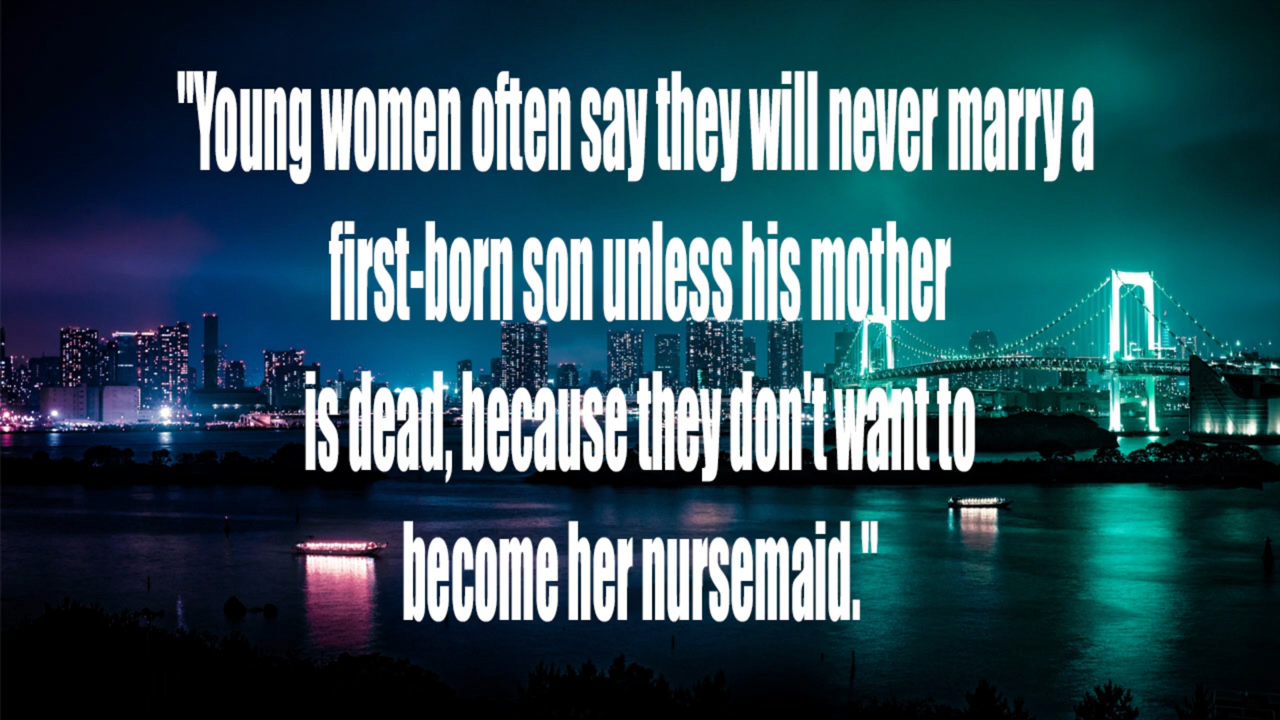 "Young women often say they will never marry a
first-born son unless his mother
is dead, because they don't want to
become her nursemaid."